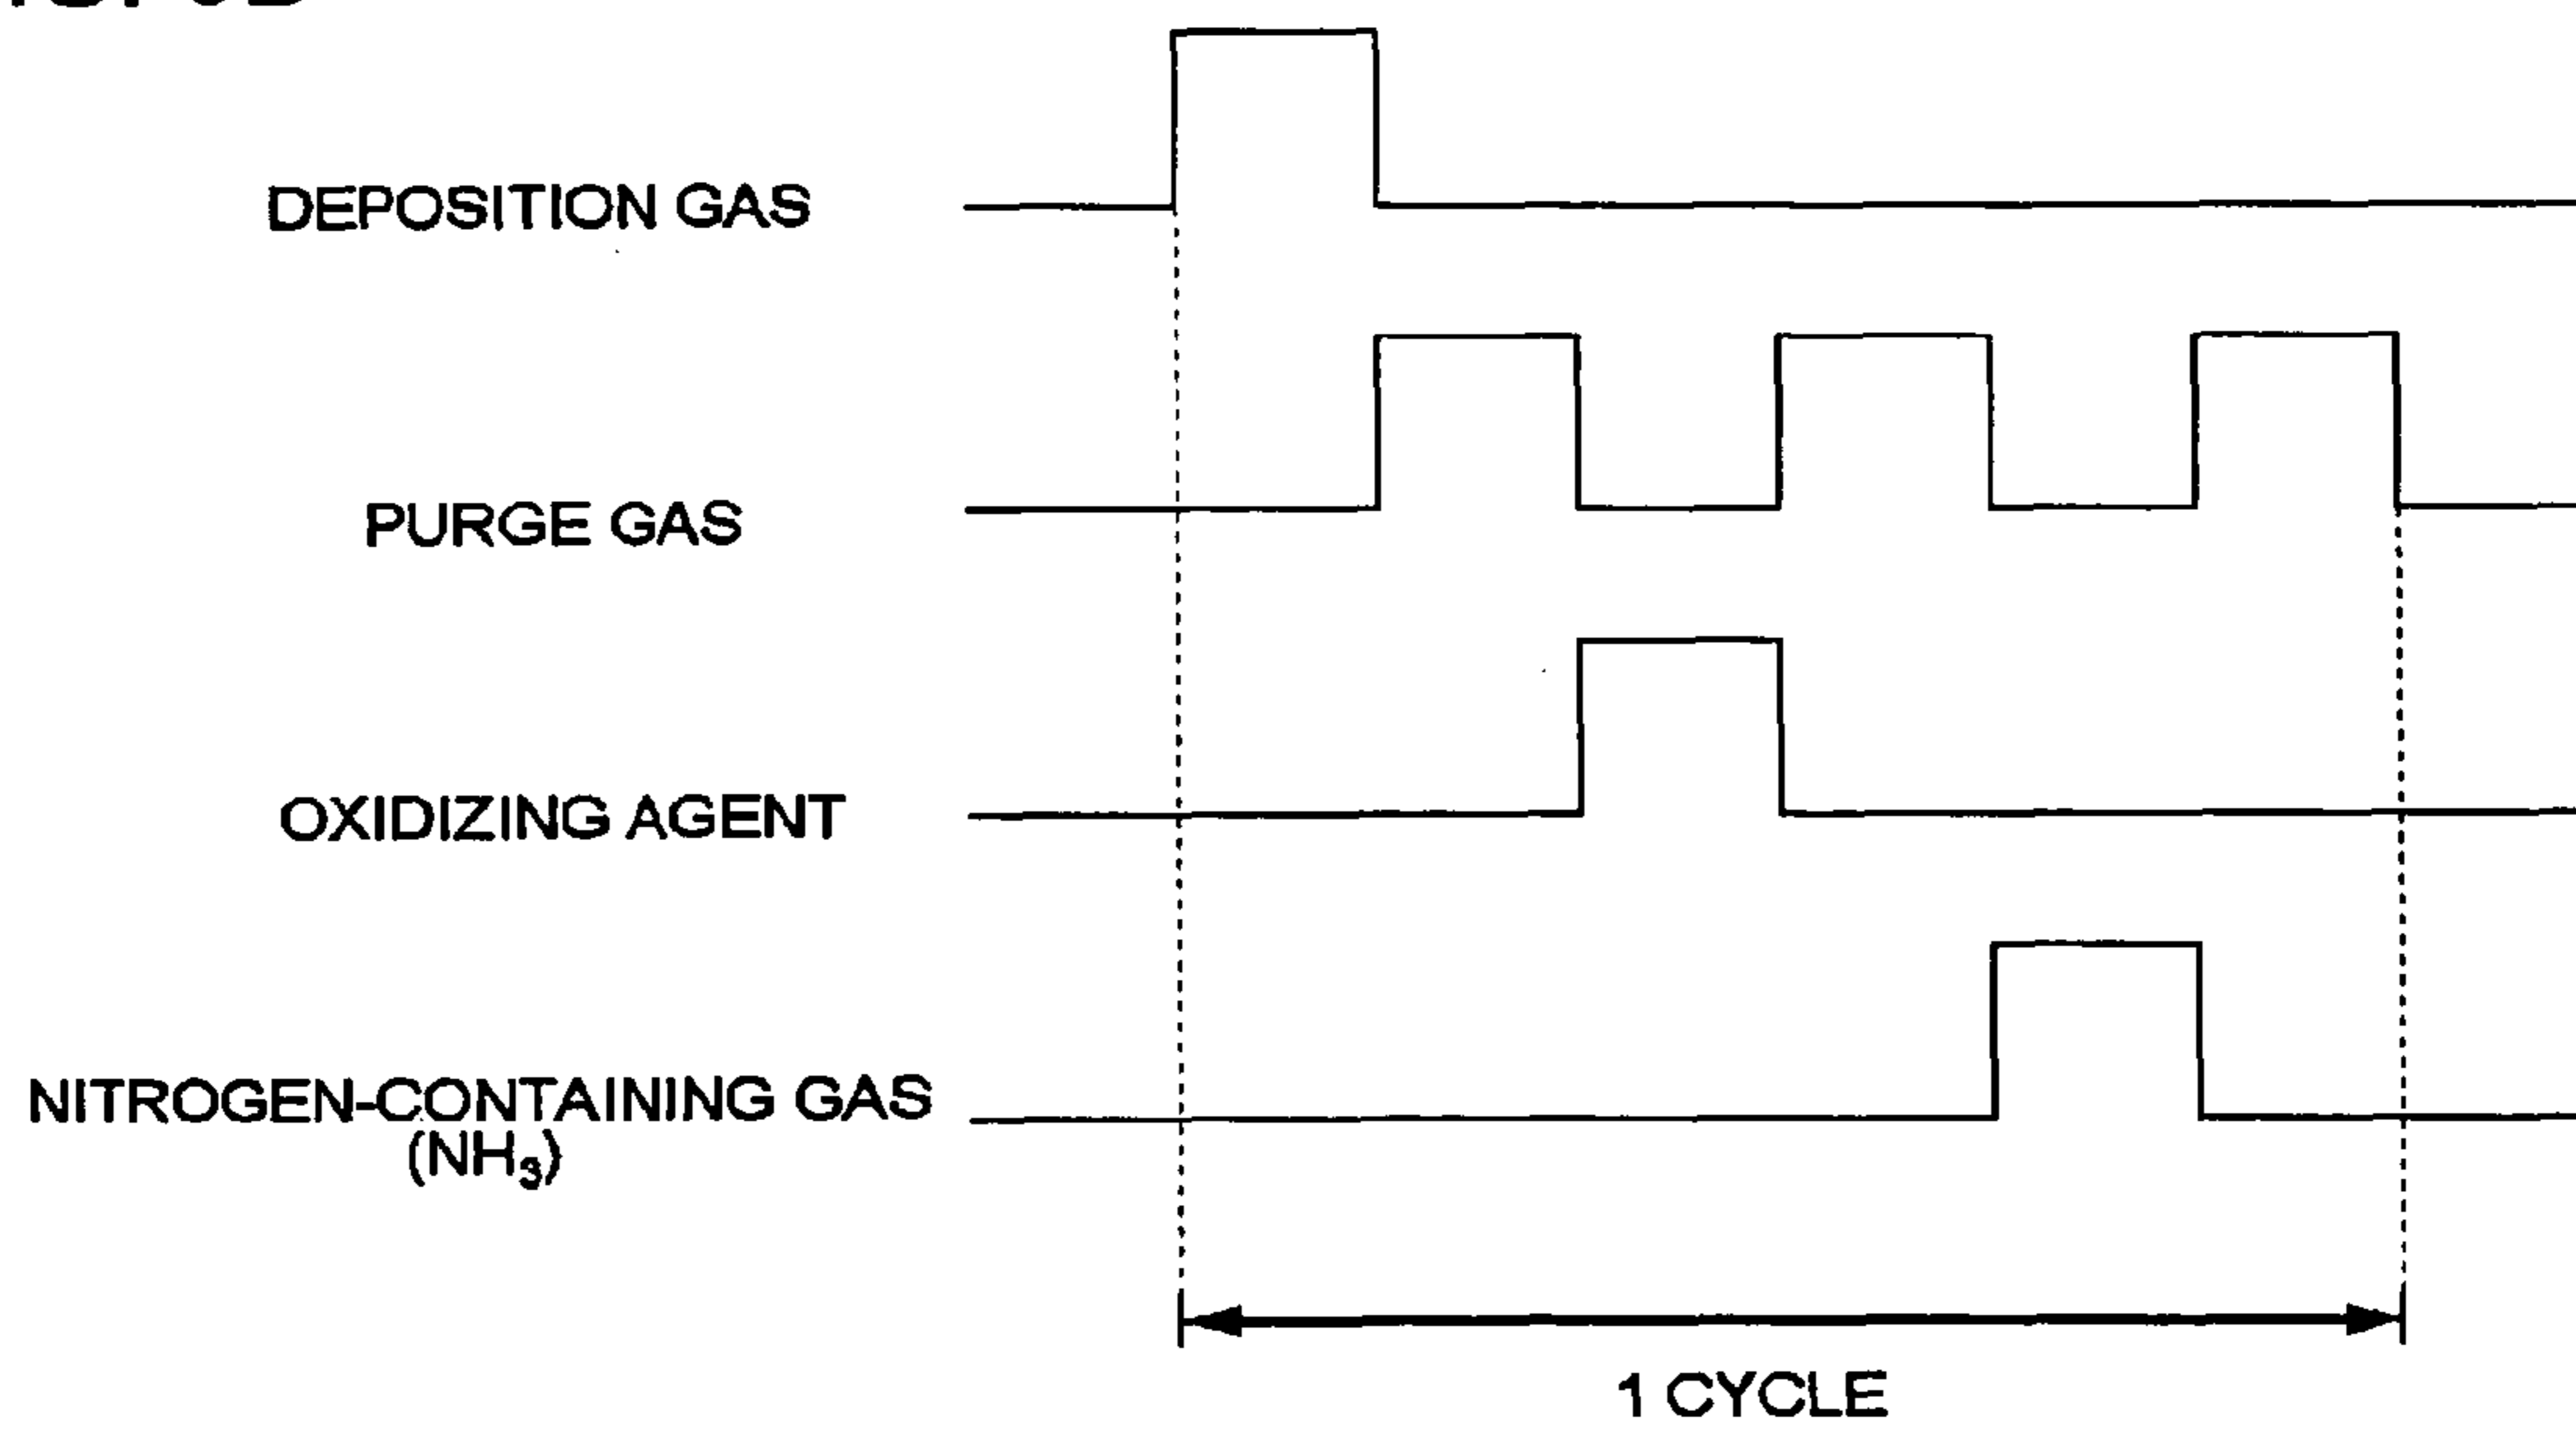 DEPOSITION GAS
PURGE GAS
OXIDIZING AGENT
NITROGEN-CONTAINING GAS
(NH₃)
1 CYCLE